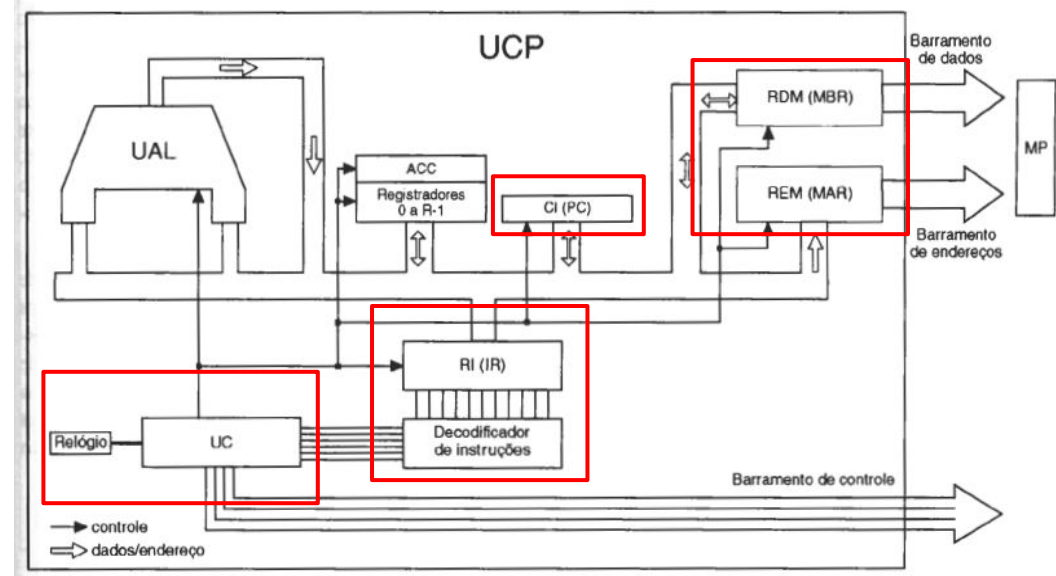 UCP
Barramento
de dados
RDM (MBR)
MP
UAL
ACC
Registradores
0 a R-1
CI (PC)
REM (MAR)
Barramento
de endereços
RI (IR)
Relógio
UC
Decodificador
de instruções
Barramento de controle
controle
dados/endereço